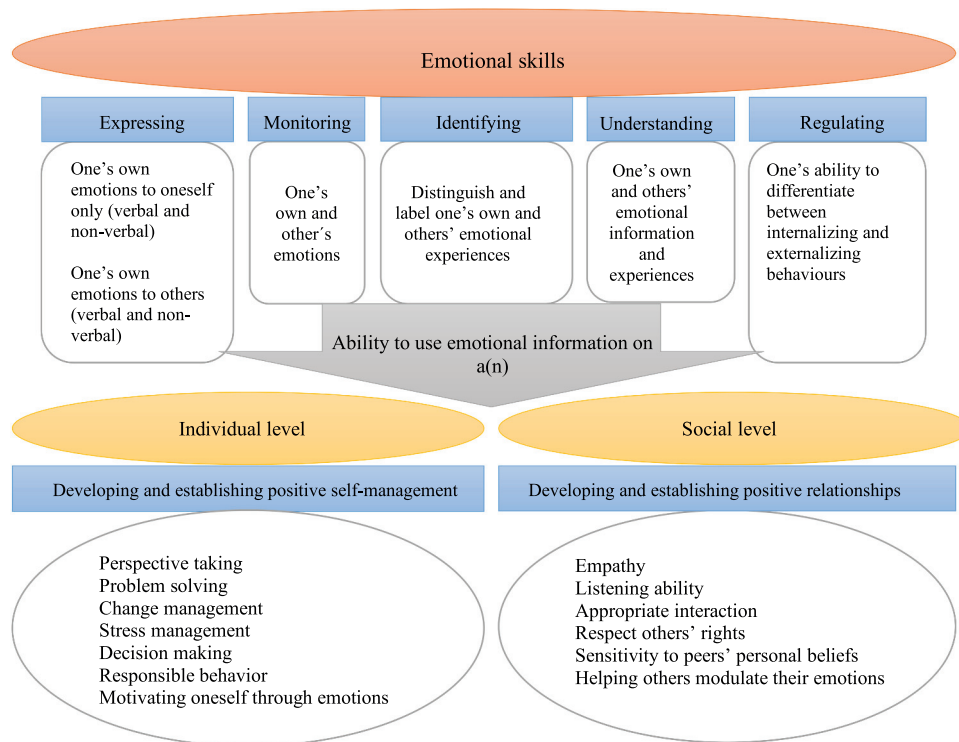 Emotional skills
Expressing
Monitoring
Identifying
Understanding
Regulating
One’s own
emotions to oneself
only (verbal and
non-verbal)
One’s own
emotions to others
(verbal and non-
verbal)
One’s
own and
other´s
emotions
Distinguish and
label one’s own and
others’ emotional
experiences
One’s own
and others’
emotional
information
and
experiences
One’s ability to
differentiate
between
internalizing and
externalizing
behaviours
Ability to use emotional information on
a(n)
Individual level
Developing and establishing positive self-management
Perspective taking
Problem solving
Change management
Stress management
Decision making
Responsible behavior
Motivating oneself through emotions
Social level
Developing and establishing positive relationships
Empathy
Listening ability
Appropriate interaction
Respect others’ rights
Sensitivity to peers’ personal beliefs
Helping others modulate their emotions